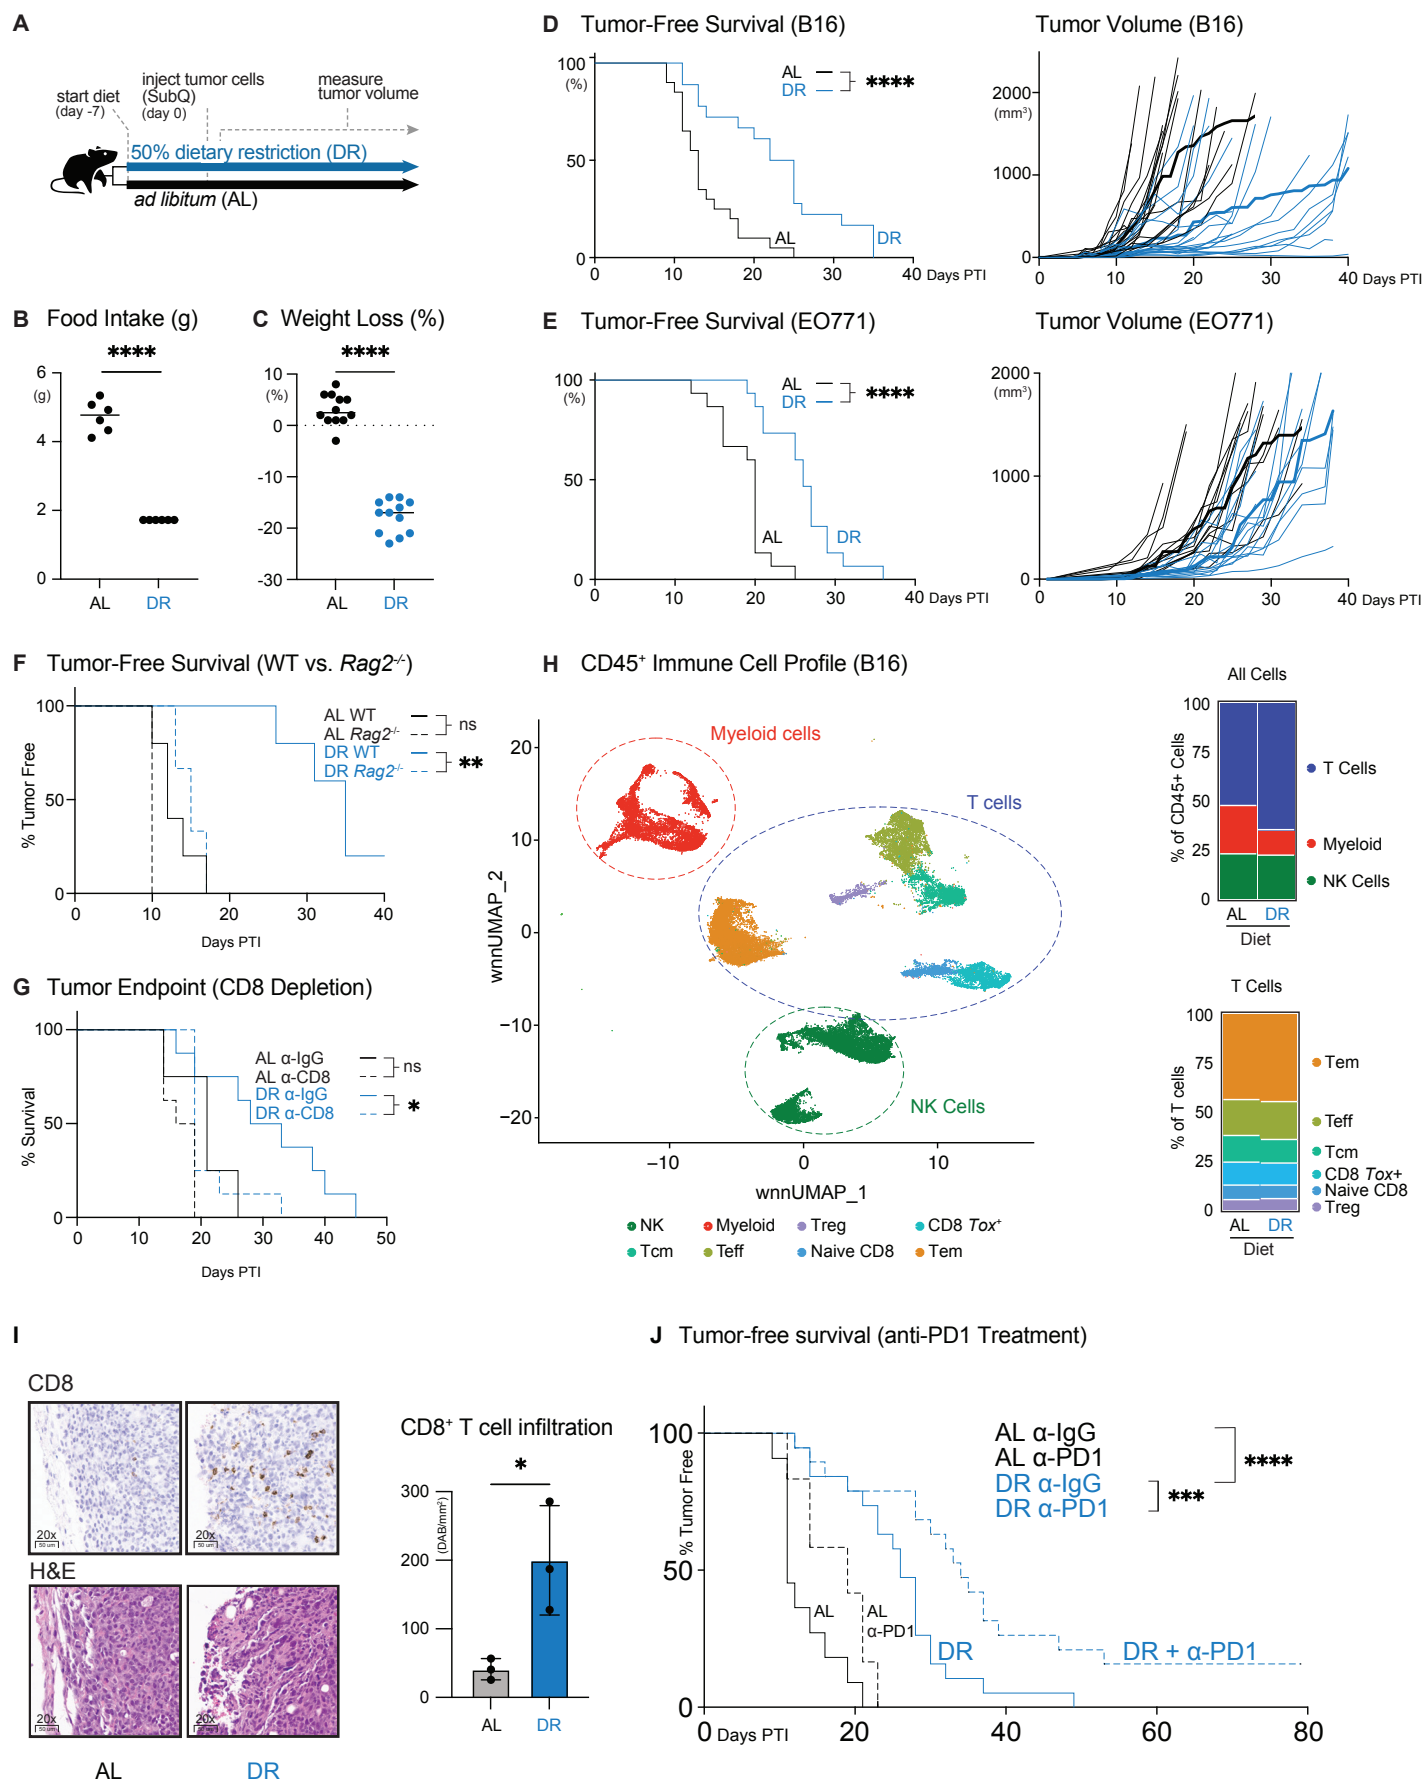 A
start diet
(day -7)
inject tumor cells
(SubQ)
(day 0)
measure
tumor volume
50% dietary restriction (DR)
ad libitum (AL)
B Food Intake (g)
****
6
(g)
4
2
0
AL DR
C Weight Loss (%)
****
10
(%)
0
-10
-20
-30
AL DR
D Tumor-Free Survival (B16)
100
(%)
50
0
AL
DR
****
AL
DR
0 10 20 30 40 Days PTI
Tumor Volume (B16)
2000
(mm³)
1000
0
0 10 20 30 40 Days PTI
E Tumor-Free Survival (EO771)
100
(%)
50
0
AL
DR
****
AL
DR
0 10 20 30 40 Days PTI
Tumor Volume (EO771)
2000
(mm³)
1000
0
0 10 20 30 40 Days PTI
F Tumor-Free Survival (WT vs. Rag2-/-)
% Tumor Free
100
50
0
AL WT
AL Rag2-/-
ns
DR WT
DR Rag2-/-
**
0 10 20 30 40
Days PTI
G Tumor Endpoint (CD8 Depletion)
% Survival
100
50
0
AL α-IgG
AL α-CD8
ns
DR α-IgG
DR α-CD8
*
0 10 20 30 40 50
Days PTI
H CD45+ Immune Cell Profile (B16)
wnnUMAP_2
20
10
0
−10
−20
Myeloid cells
T cells
NK Cells
−10 0 10
wnnUMAP_1
NK Myeloid Treg CD8 Tox+
Tcm Teff Naive CD8 Tem
All Cells
% of CD45+ Cells
100
75
50
25
0
T Cells
Myeloid
NK Cells
AL DR
Diet
T Cells
% of T cells
100
75
50
25
0
Tem
Teff
Tcm
CD8 Tox+
Naive CD8
Treg
AL DR
Diet
I
CD8
20x
50 um
20x
50 um
H&E
20x
50 um
20x
50 um
AL DR
CD8+ T cell infiltration
*
300
(DAB/mm²)
200
100
0
AL DR
J Tumor-free survival (anti-PD1 Treatment)
% Tumor Free
100
50
0
AL α-IgG
AL α-PD1
DR α-IgG
DR α-PD1
****
***
AL
AL
α-PD1
DR
DR + α-PD1
0 Days PTI 20 40 60 80